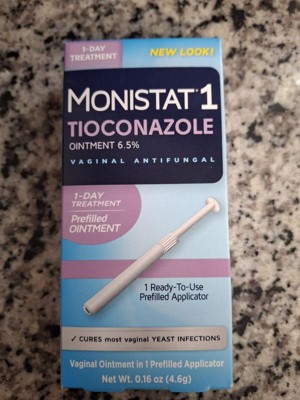 1-DAY
TREATMENT
NEW LOOK!
MONISTAT® 1
TIOCONAZOLE
OINTMENT 6.5%
VAGINAL ANTIFUNGAL
1-DAY
TREATMENT
Prefilled
OINTMENT
1 Ready-To-Use
Prefilled Applicator
✓ CURES most vaginal YEAST INFECTIONS
Vaginal Ointment in 1 Prefilled Applicator
Net Wt. 0.16 oz (4.6g)